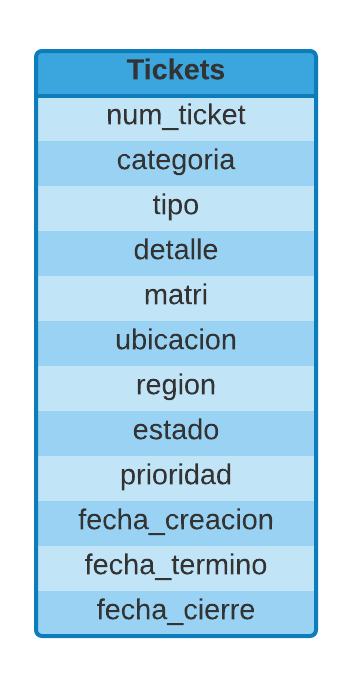 Tickets
num_ticket
categoria
tipo
detalle
matri
ubicacion
region
estado
prioridad
fecha_creacion
fecha_termino
fecha_cierre